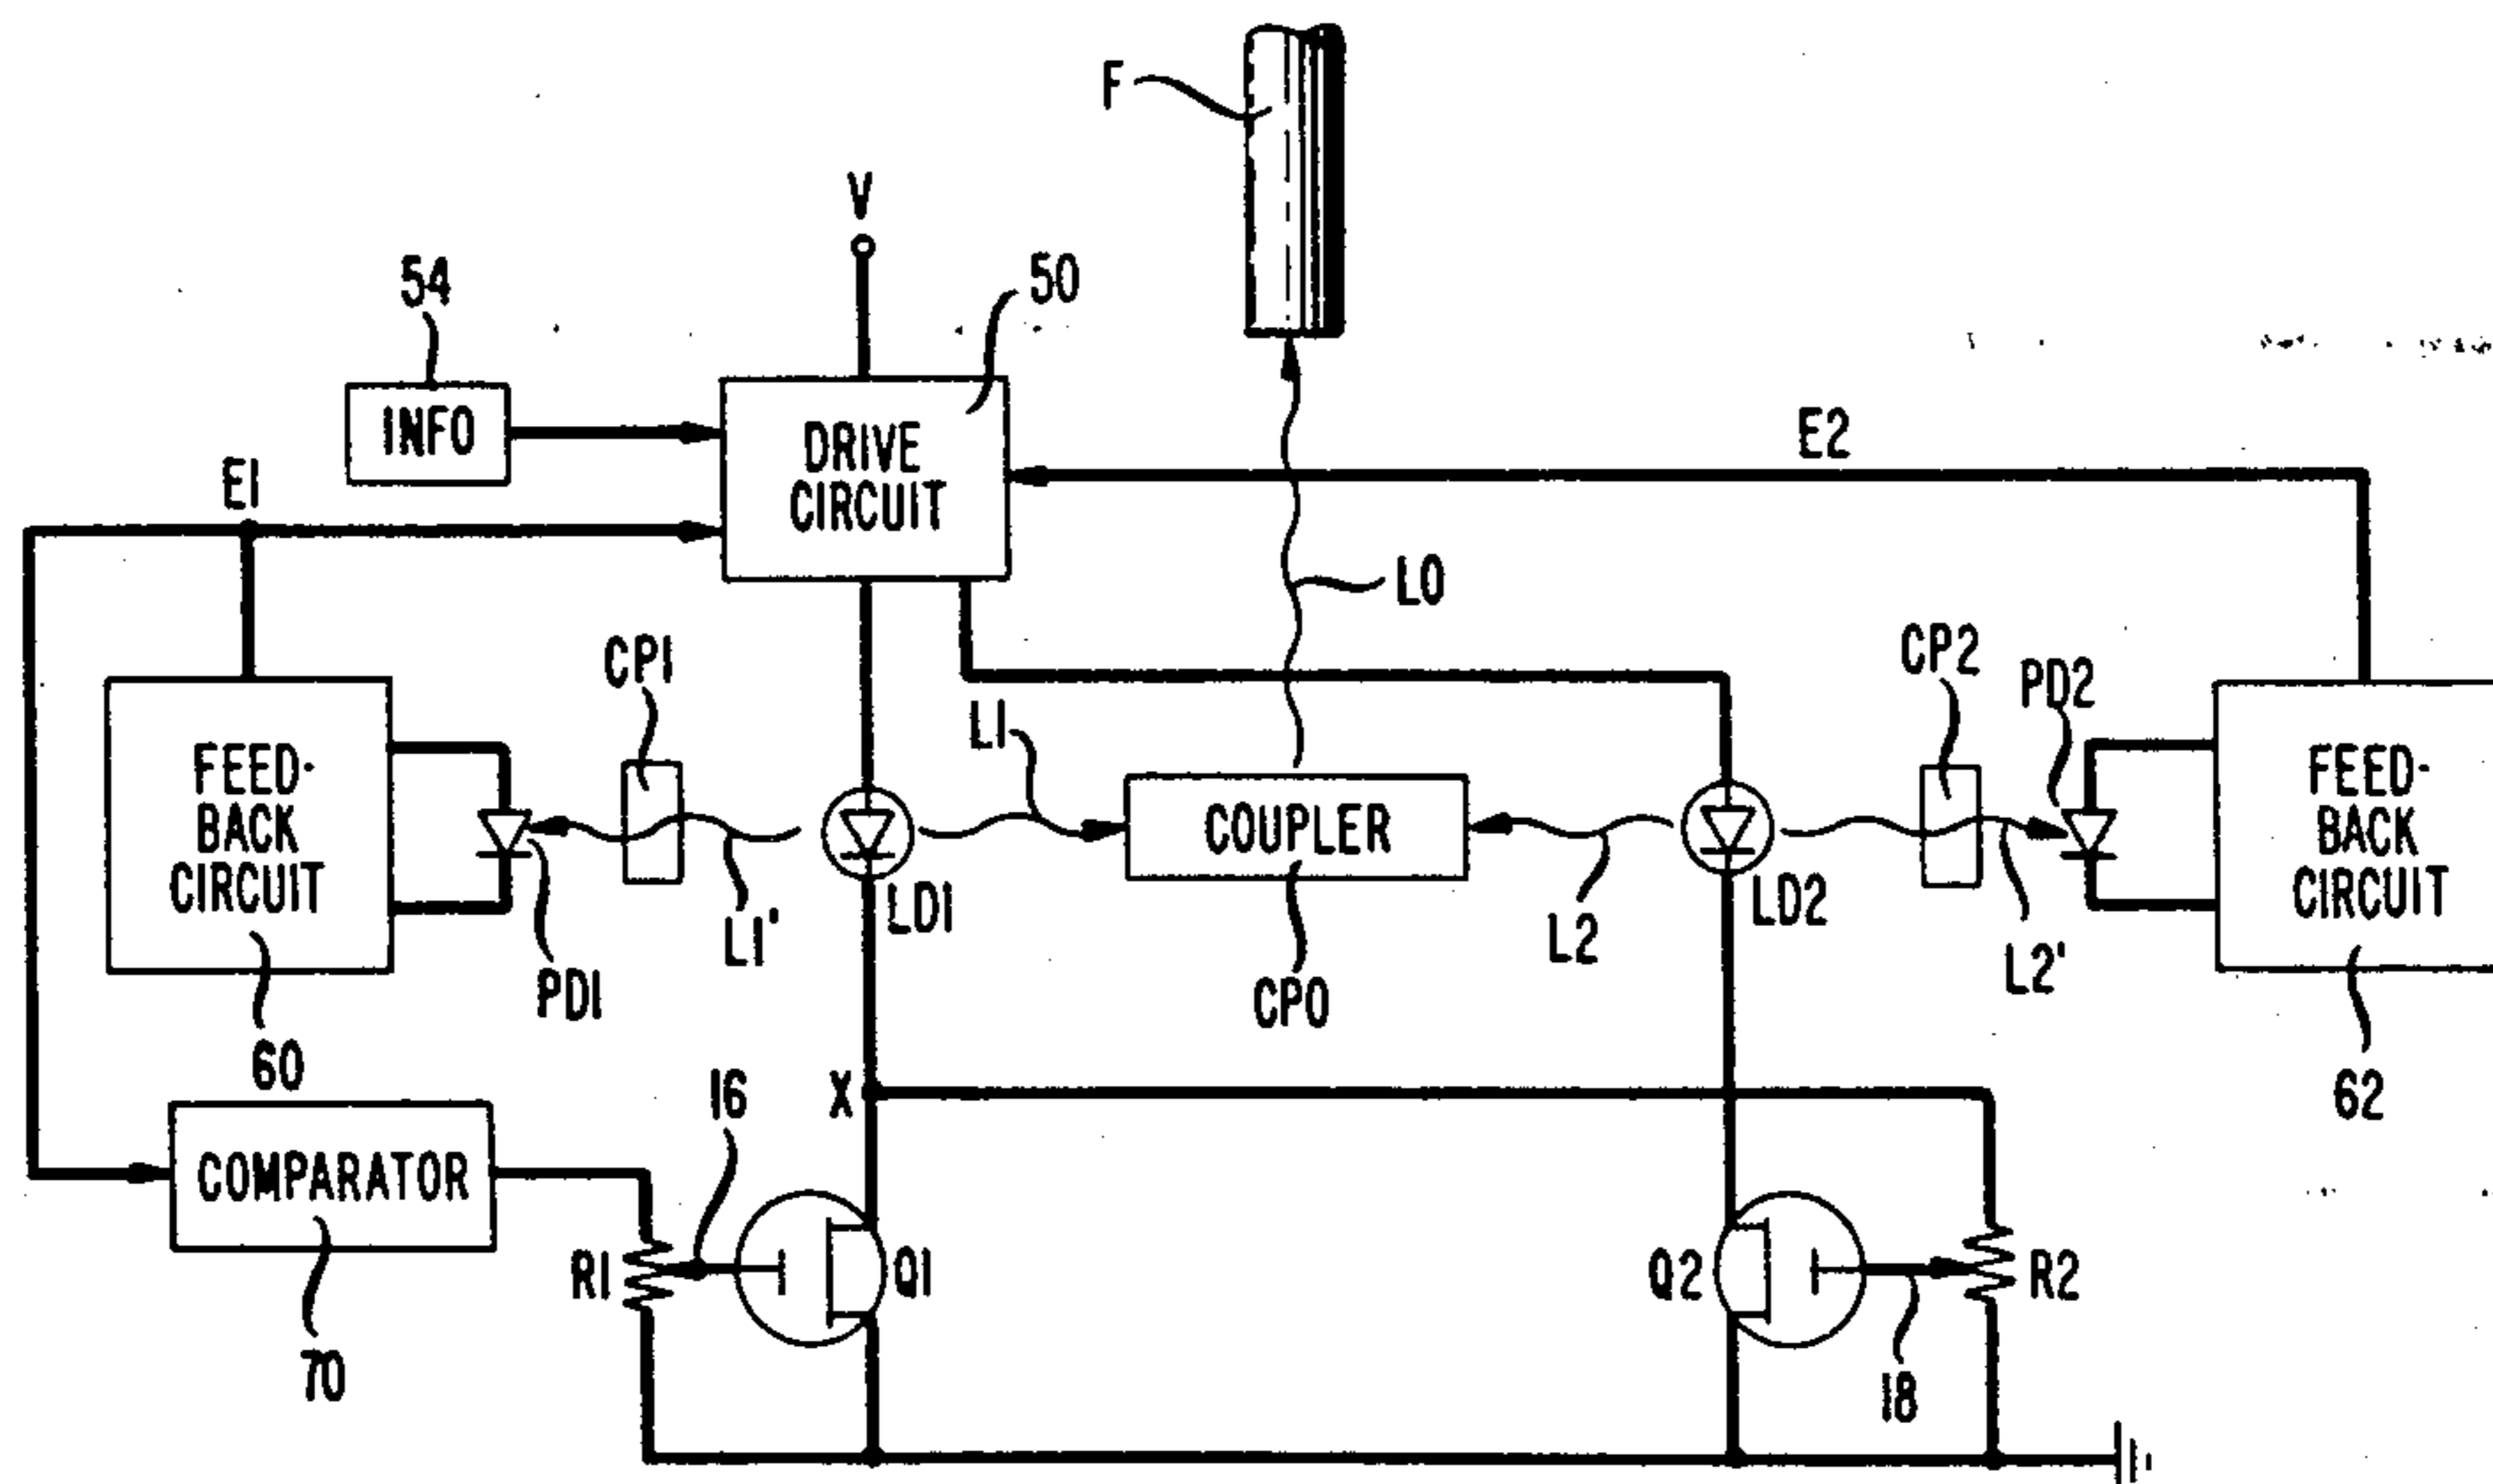 F
V
54
50
INFO
DRIVE
CIRCUIT
E1
E2
L0
CP1
CP2
PD2
L1
FEED-
BACK
CIRCUIT
COUPLER
FEED-
BACK
CIRCUIT
LD1
LD2
L1'
L2
L2'
PD1
CP0
60
X
16
62
COMPARATOR
R1
Q1
Q2
R2
70
18